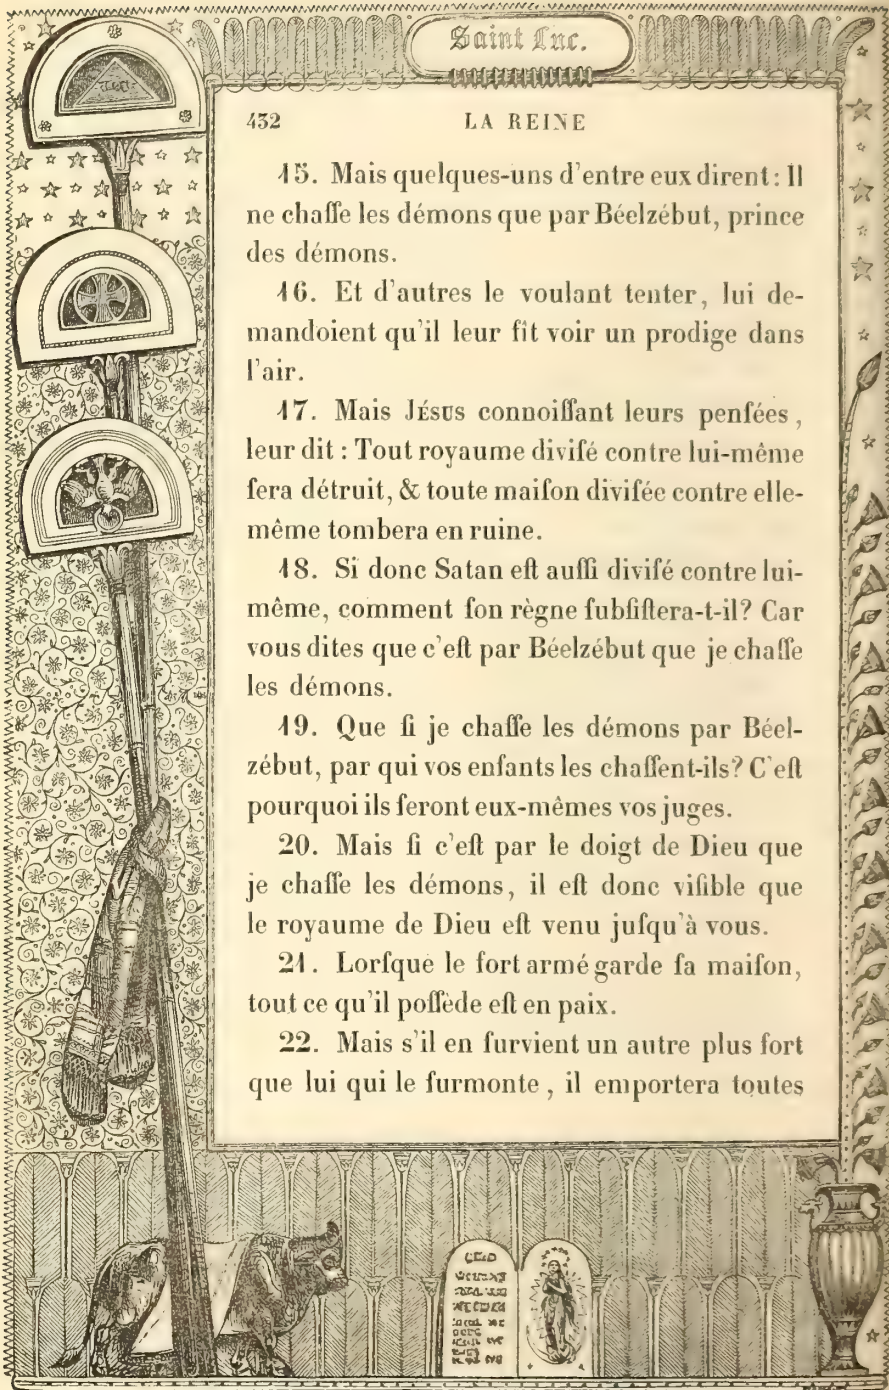 Saint Luc.
432 LA REINE
15. Mais quelques-uns d'entre eux dirent : Il
ne chaſſe les démons que par Béelzébut, prince
des démons.
16. Et d'autres le voulant tenter, lui de-
mandoient qu'il leur fît voir un prodige dans
l'air.
17. Mais Jésus connoiſſant leurs penſées,
leur dit : Tout royaume diviſé contre lui-même
ſera détruit, & toute maiſon diviſée contre elle-
même tombera en ruine.
18. Si donc Satan eſt auſſi diviſé contre lui-
même, comment ſon règne ſubſiſtera-t-il? Car
vous dites que c'eſt par Béelzébut que je chaſſe
les démons.
19. Que ſi je chaſſe les démons par Béel-
zébut, par qui vos enfants les chaſſent-ils? C'eſt
pourquoi ils ſeront eux-mêmes vos juges.
20. Mais ſi c'eſt par le doigt de Dieu que
je chaſſe les démons, il eſt donc viſible que
le royaume de Dieu eſt venu juſqu'à vous.
21. Lorſque le fort armé garde ſa maiſon,
tout ce qu'il poſſède eſt en paix.
22. Mais s'il en ſurvient un autre plus fort
que lui qui le ſurmonte, il emportera toutes